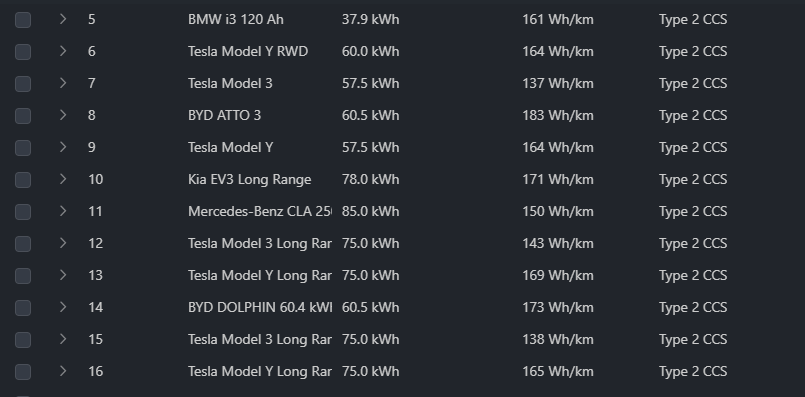 5 BMW i3 120 Ah 37.9 kWh 161 Wh/km Type 2 CCS
6 Tesla Model Y RWD 60.0 kWh 164 Wh/km Type 2 CCS
7 Tesla Model 3 57.5 kWh 137 Wh/km Type 2 CCS
8 BYD ATTO 3 60.5 kWh 183 Wh/km Type 2 CCS
9 Tesla Model Y 57.5 kWh 164 Wh/km Type 2 CCS
10 Kia EV3 Long Range 78.0 kWh 171 Wh/km Type 2 CCS
11 Mercedes-Benz CLA 250 85.0 kWh 150 Wh/km Type 2 CCS
12 Tesla Model 3 Long Rar 75.0 kWh 143 Wh/km Type 2 CCS
13 Tesla Model Y Long Rar 75.0 kWh 169 Wh/km Type 2 CCS
14 BYD DOLPHIN 60.4 kWl 60.5 kWh 173 Wh/km Type 2 CCS
15 Tesla Model 3 Long Rar 75.0 kWh 138 Wh/km Type 2 CCS
16 Tesla Model Y Long Rar 75.0 kWh 165 Wh/km Type 2 CCS